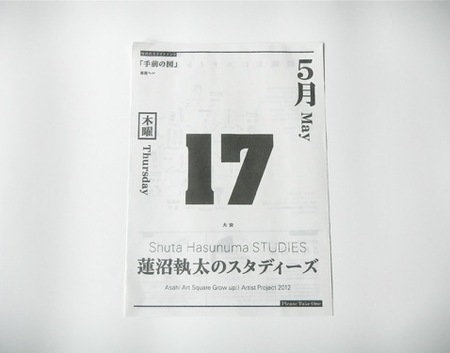 「手前の国」
5月 May
木曜 Thursday
17
大安
Shuta Hasunuma STUDIES
蓮沼執太のスタディーズ
Asahi Art Square Grow up!! Artist Project 2012
Please Take One